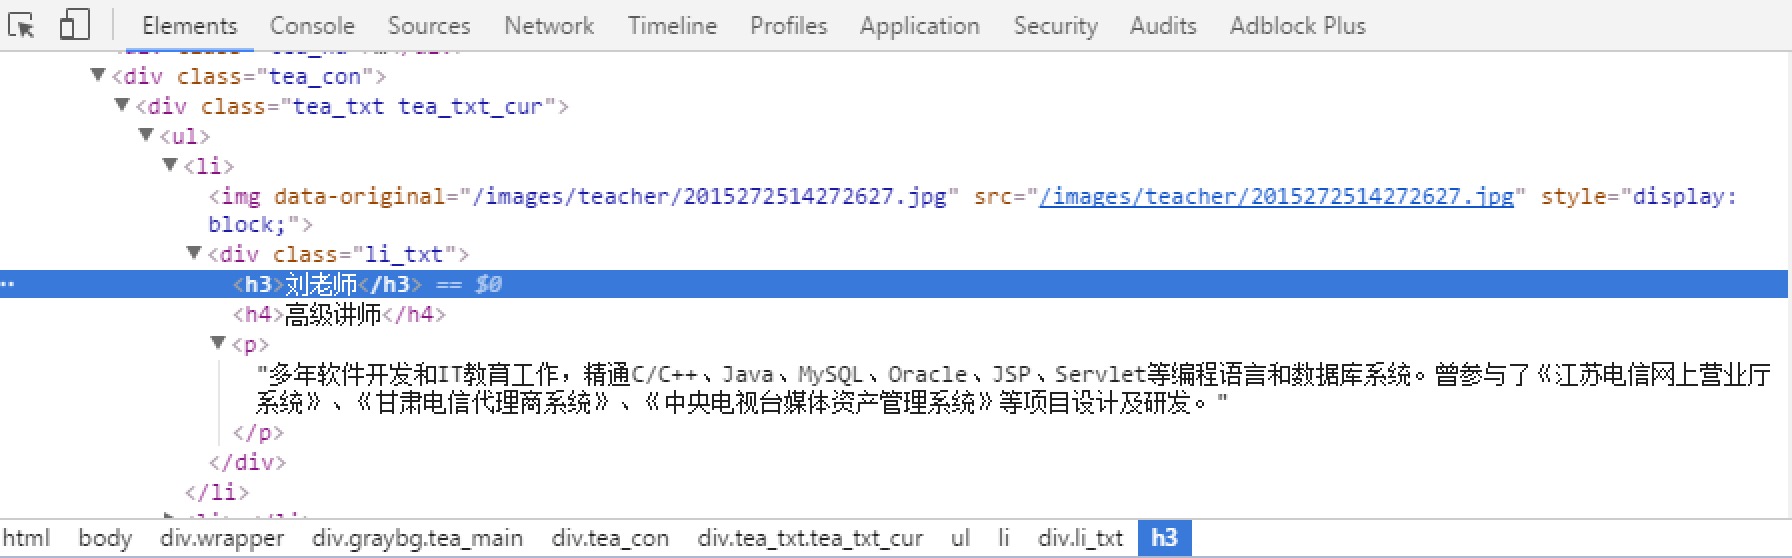 Elements Console Sources Network Timeline Profiles Application Security Audits Adblock Plus
<div class="tea_con">
<div class="tea_txt tea_txt_cur">
<ul>
<li>
<img data-original="/images/teacher/2015272514272627.jpg" src="/images/teacher/2015272514272627.jpg" style="display:
block;">
<div class="li_txt">
<h3>刘老师</h3> == $0
<h4>高级讲师</h4>
<p>
"多年软件开发和IT教育工作，精通C/C++、Java、MySQL、Oracle、JSP、Servlet等编程语言和数据库系统。曾参与了《江苏电信网上营业厅
系统》、《甘肃电信代理商系统》、《中央电视台媒体资产管理系统》等项目设计及研发。"
</p>
</div>
</li>
html body div.wrapper div.graybg.tea_main div.tea_con div.tea_txt.tea_txt_cur ul li div.li_txt h3